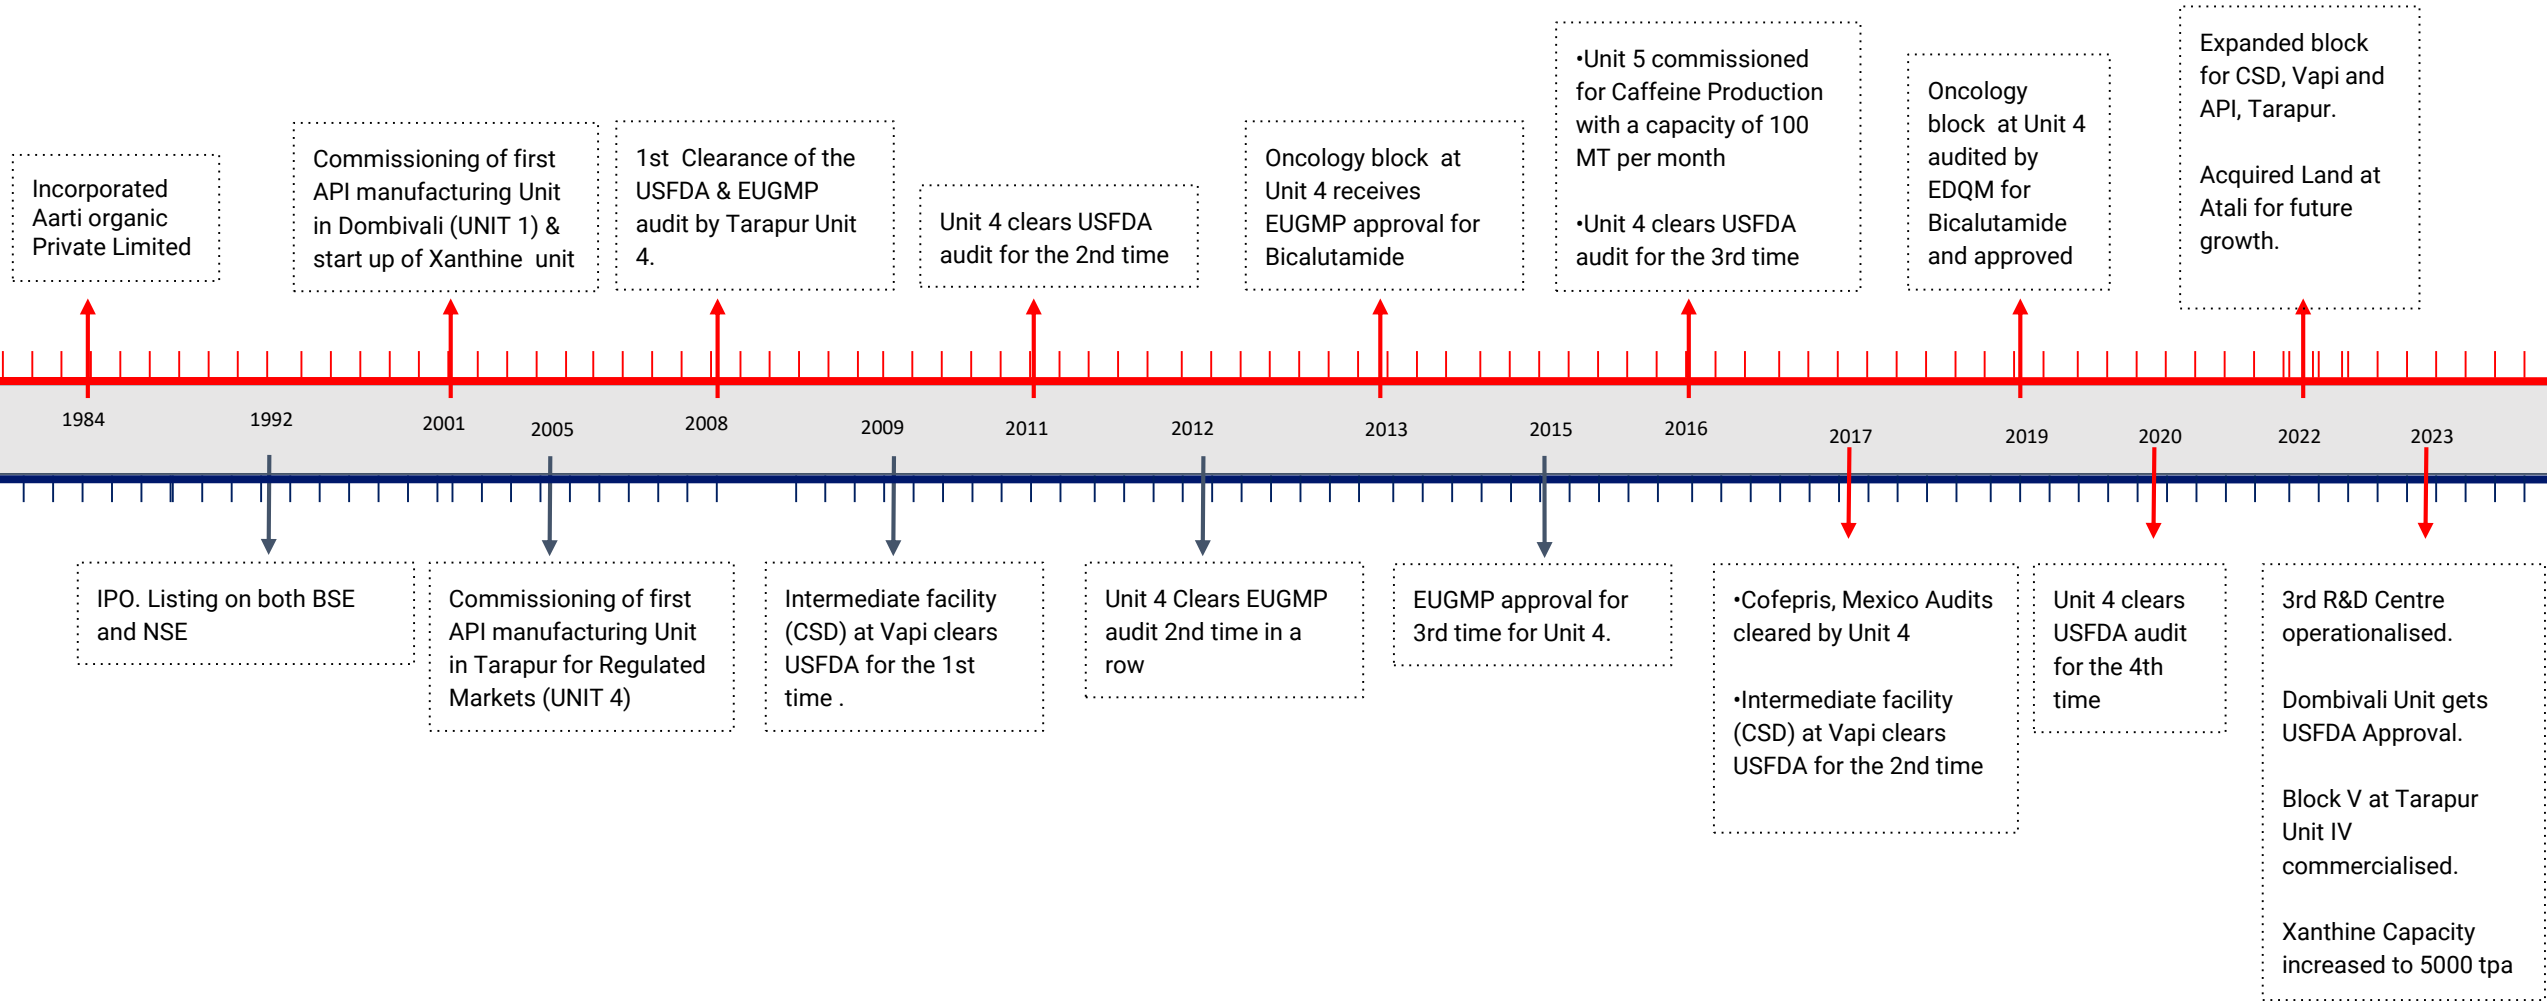 Incorporated
Aarti organic
Private Limited
Commissioning of first
API manufacturing Unit
in Dombivali (UNIT 1) &
start up of Xanthine unit
1st Clearance of the
USFDA & EUGMP
audit by Tarapur Unit
4.
Unit 4 clears USFDA
audit for the 2nd time
Oncology block at
Unit 4 receives
EUGMP approval for
Bicalutamide
•Unit 5 commissioned
for Caffeine Production
with a capacity of 100
MT per month
•Unit 4 clears USFDA
audit for the 3rd time
Oncology
block at Unit 4
audited by
EDQM for
Bicalutamide
and approved
Expanded block
for CSD, Vapi and
API, Tarapur.
Acquired Land at
Atali for future
growth.
1984 1992 2001 2005 2008 2009 2011 2012 2013 2015 2016 2017 2019 2020 2022 2023
IPO. Listing on both BSE
and NSE
Commissioning of first
API manufacturing Unit
in Tarapur for Regulated
Markets (UNIT 4)
Intermediate facility
(CSD) at Vapi clears
USFDA for the 1st
time .
Unit 4 Clears EUGMP
audit 2nd time in a
row
EUGMP approval for
3rd time for Unit 4.
•Cofepris, Mexico Audits
cleared by Unit 4
•Intermediate facility
(CSD) at Vapi clears
USFDA for the 2nd time
Unit 4 clears
USFDA audit
for the 4th
time
3rd R&D Centre
operationalised.
Dombivali Unit gets
USFDA Approval.
Block V at Tarapur
Unit IV
commercialised.
Xanthine Capacity
increased to 5000 tpa